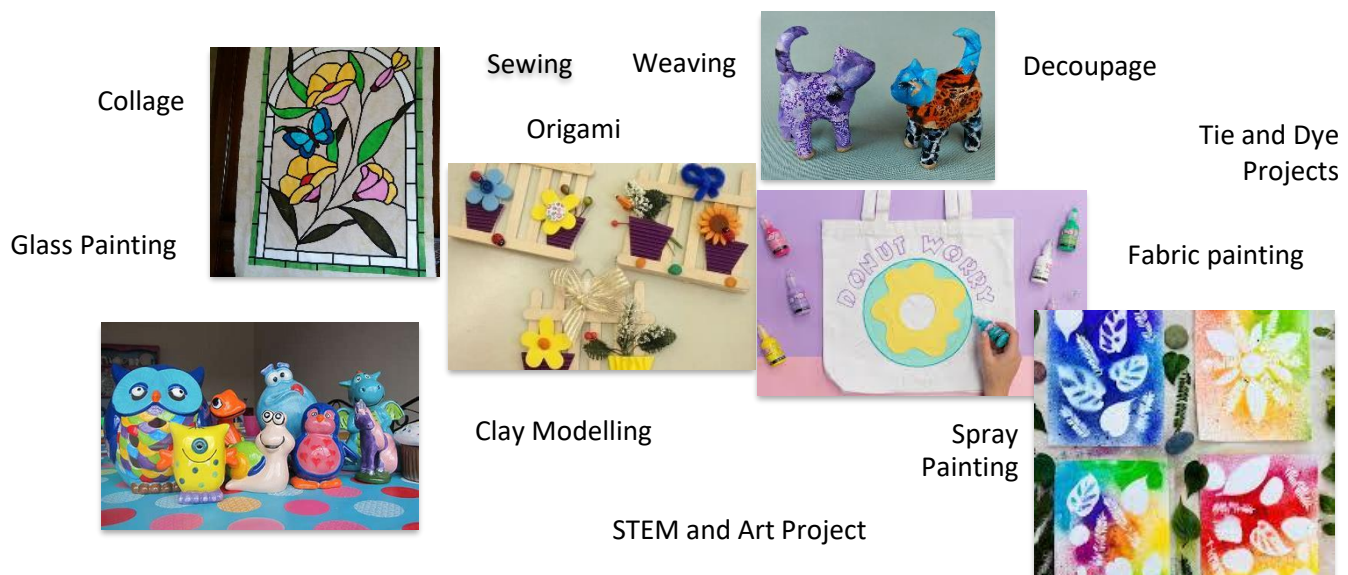 Sewing
Weaving
Decoupage
Collage
Origami
Tie and Dye
Projects
Glass Painting
DONUT WORRY
Fabric painting
Clay Modelling
Spray
Painting
STEM and Art Project